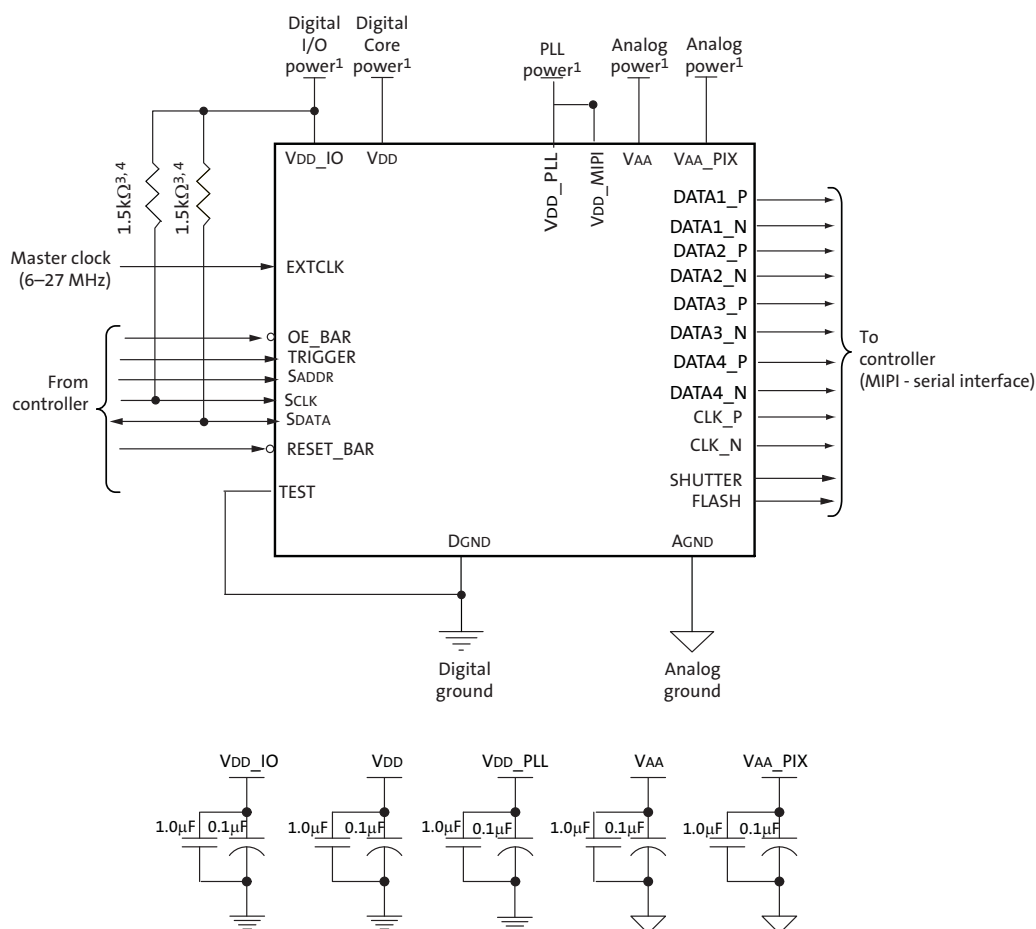 Digital
I/O
power1
Digital
Core
power1
PLL
power1
Analog
power1
Analog
power1
VDD_IO
VDD
VDD_PLL
VDD_MIPI
VAA
VAA_PIX
1.5kΩ3, 4
1.5kΩ3, 4
Master clock
(6–27 MHz)
EXTCLK
From
controller
OE_BAR
TRIGGER
SADDR
SCLK
SDATA
RESET_BAR
TEST
DATA1_P
DATA1_N
DATA2_P
DATA2_N
DATA3_P
DATA3_N
DATA4_P
DATA4_N
CLK_P
CLK_N
SHUTTER
FLASH
To
controller
(MIPI - serial interface)
DGND
AGND
Digital
ground
Analog
ground
VDD_IO
VDD
VDD_PLL
VAA
VAA_PIX
1.0μF 0.1μF
1.0μF 0.1μF
1.0μF 0.1μF
1.0μF 0.1μF
1.0μF 0.1μF